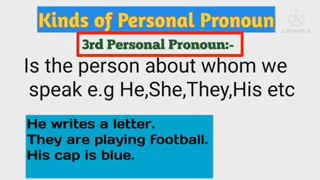 Kinds of Personal Pronoun
3rd Personal Pronoun:-
Is the person about whom we
speak e.g He,She,They,His etc
He writes a letter.
They are playing football.
His cap is blue.